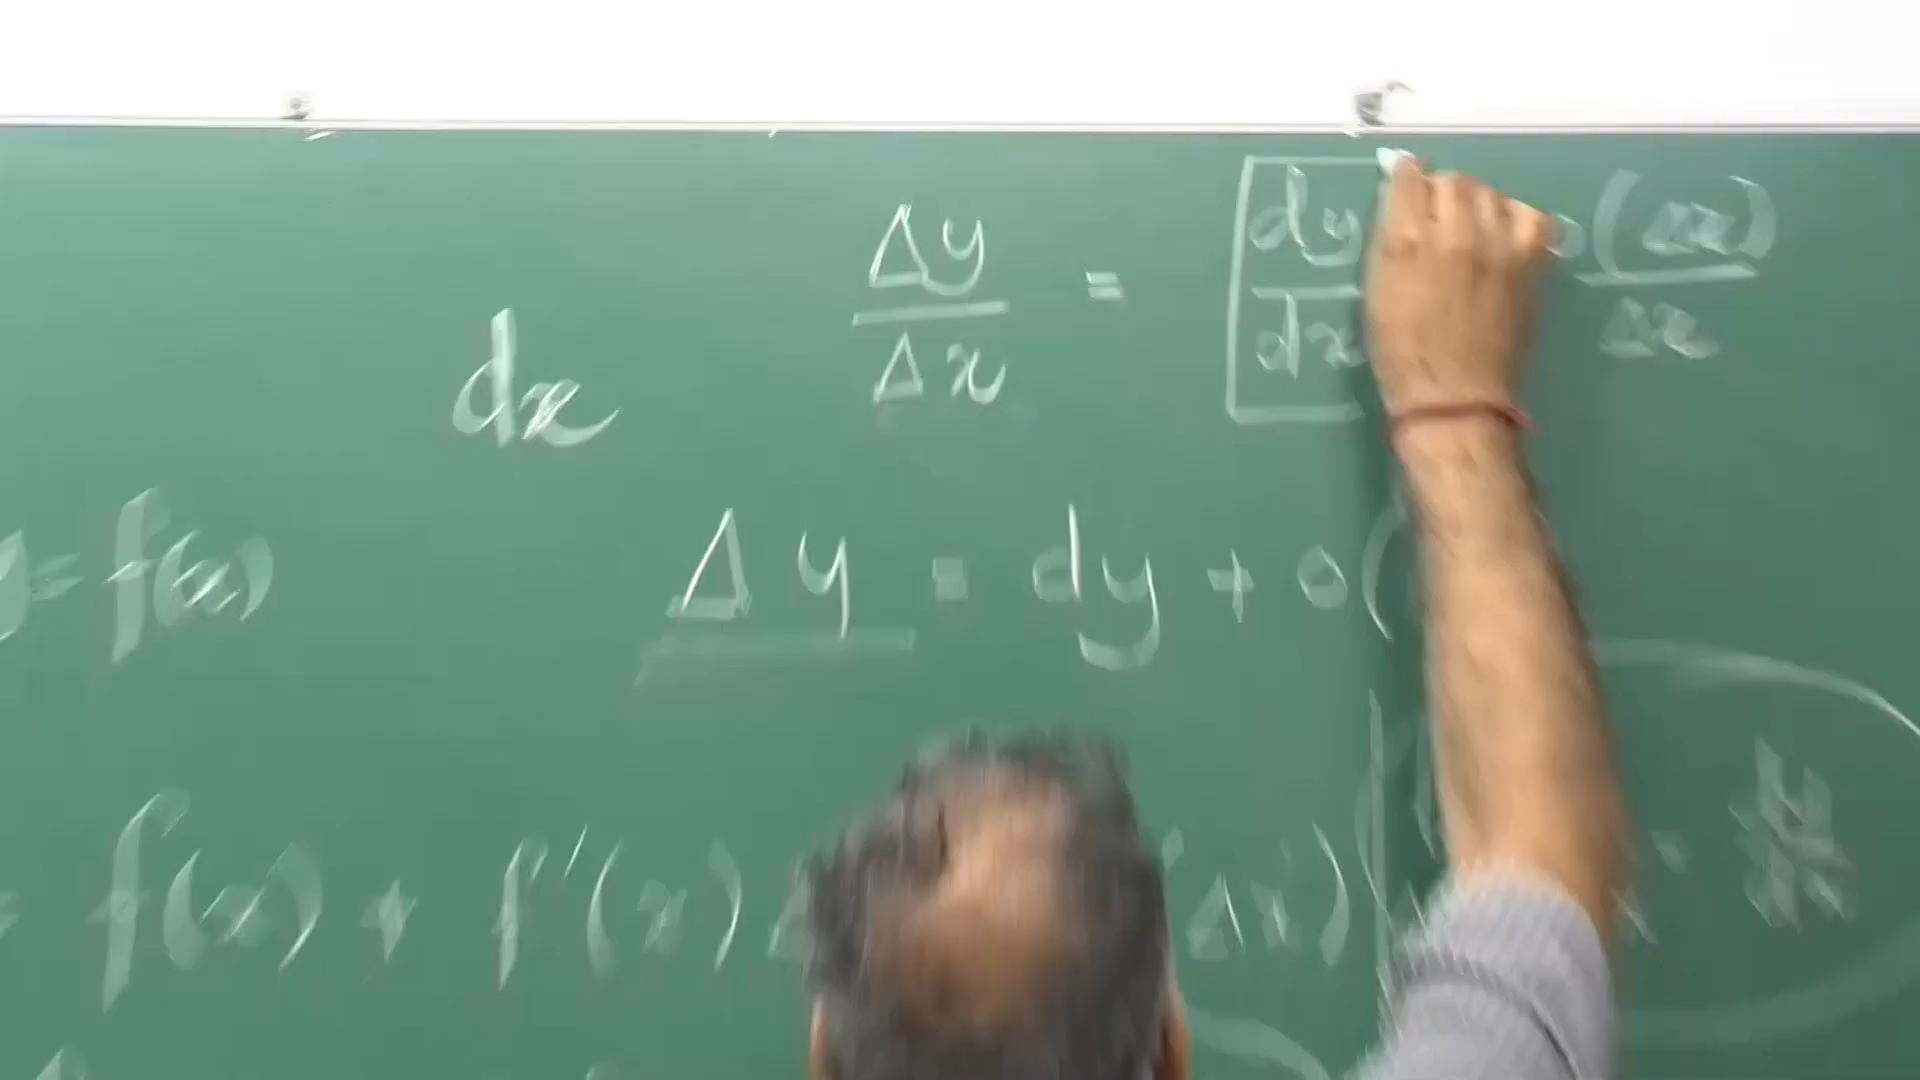 Δy/Δx = dy/dx o(Δx)/Δx
dx
= f(x)
Δy = dy + o(
= f(x) + f'(x) Δx)